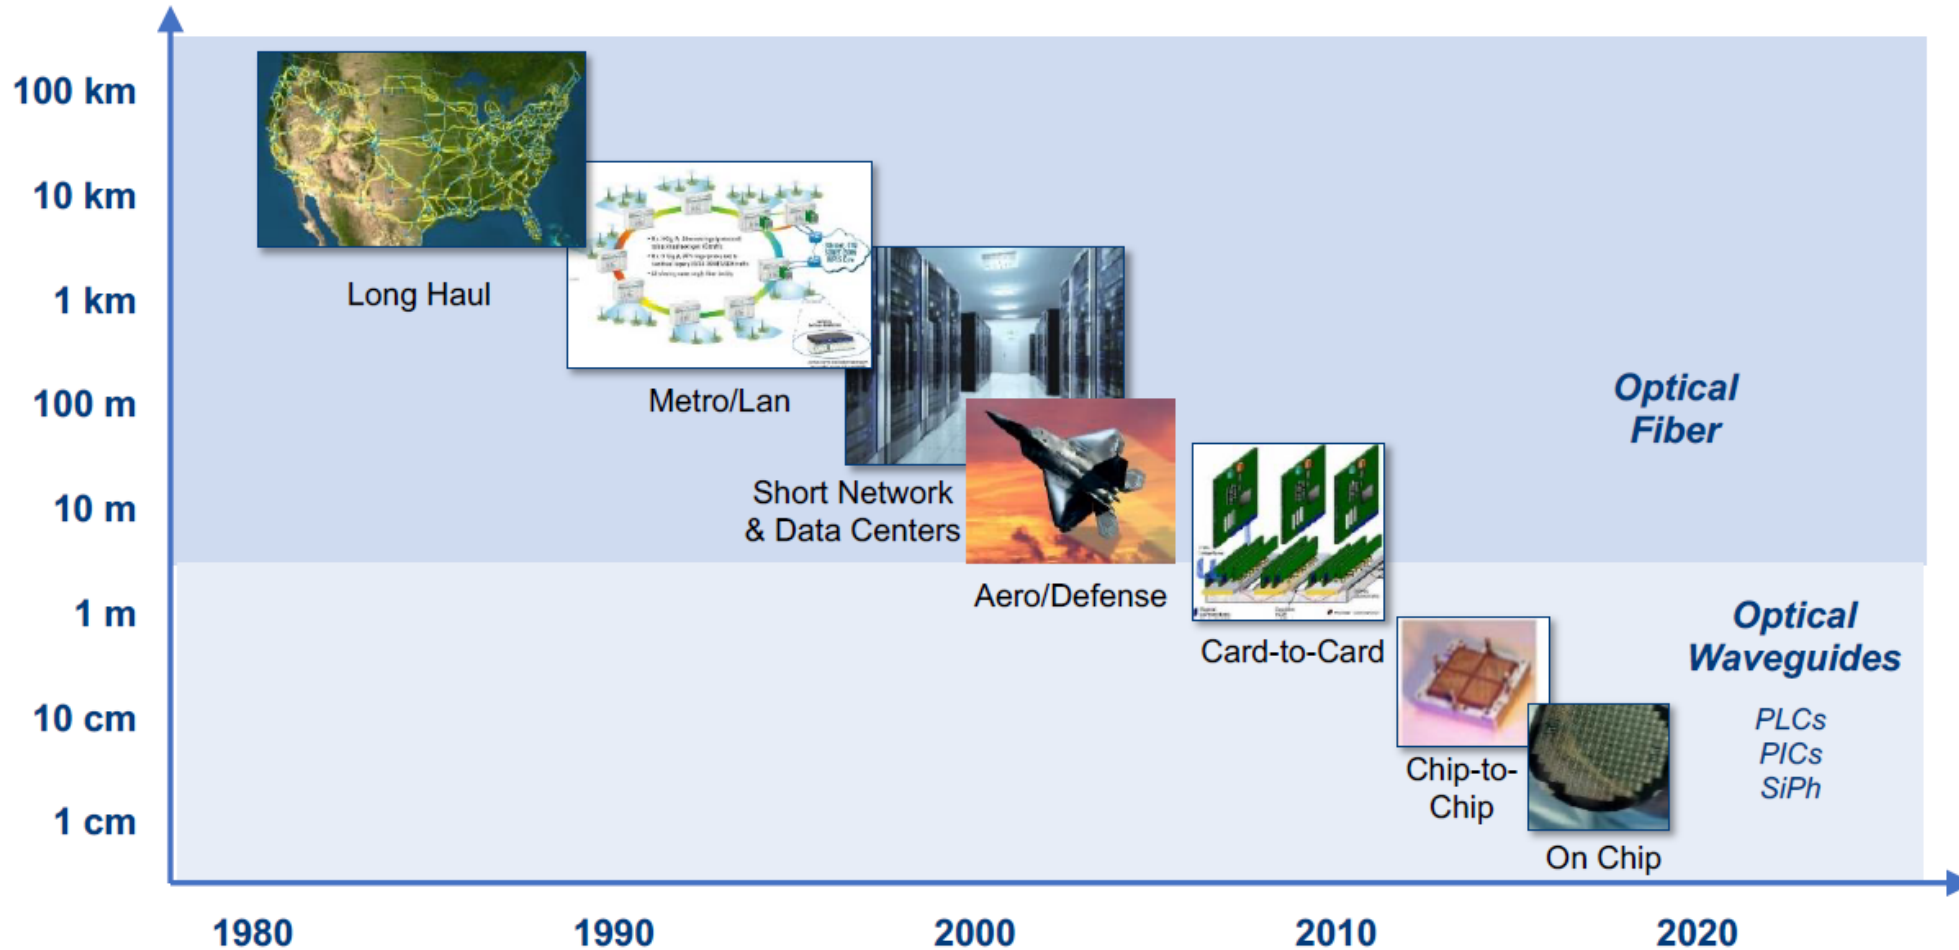 100 km
10 km
1 km
100 m
10 m
1 m
10 cm
1 cm
Long Haul
Metro/Lan
Short Network
& Data Centers
Aero/Defense
Card-to-Card
Chip-to-
Chip
On Chip
Optical
Fiber
Optical
Waveguides
PLCs
PICs
SiPh
1980
1990
2000
2010
2020